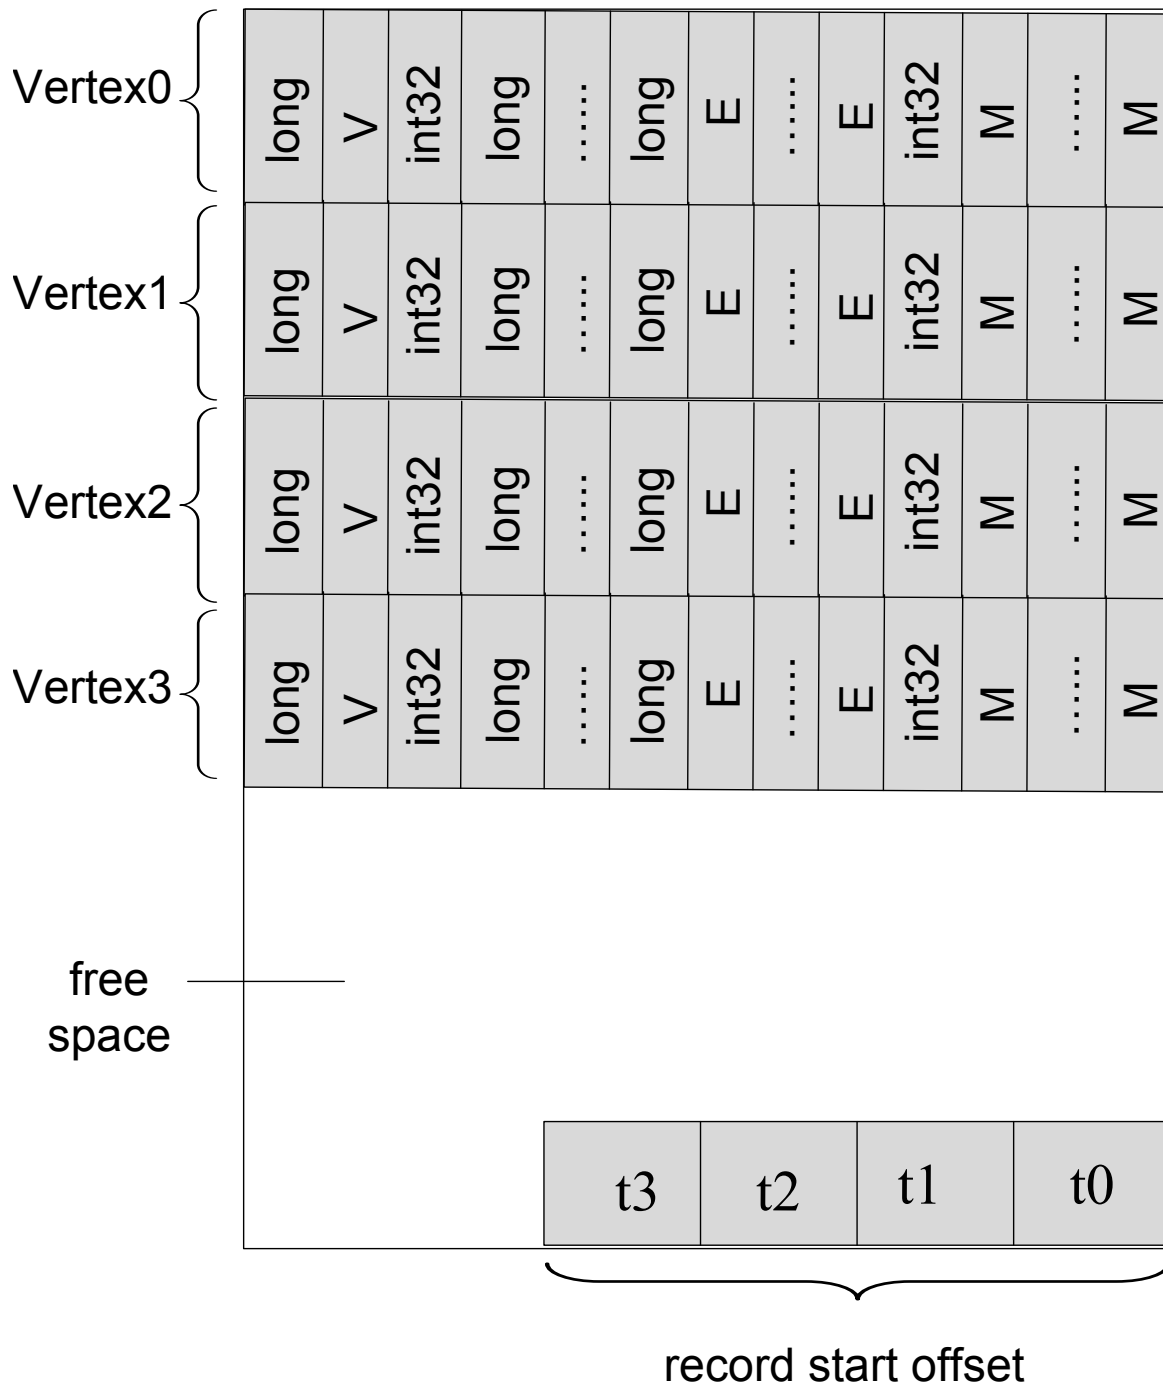 Vertex0 long V int32 long ...... long E ...... E int32 M ...... M
Vertex1 long V int32 long ...... long E ...... E int32 M ...... M
Vertex2 long V int32 long ...... long E ...... E int32 M ...... M
Vertex3 long V int32 long ...... long E ...... E int32 M ...... M
free
space
t3 t2 t1 t0
record start offset